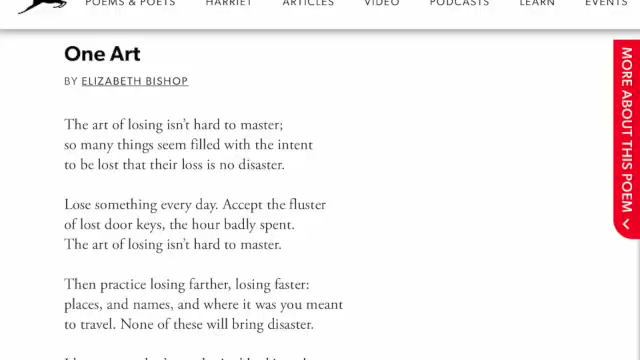 POEMS & POETS HARRIET ARTICLES VIDEO PODCASTS LEARN EVENTS
One Art
BY ELIZABETH BISHOP
The art of losing isn't hard to master;
so many things seem filled with the intent
to be lost that their loss is no disaster.
Lose something every day. Accept the fluster
of lost door keys, the hour badly spent.
The art of losing isn't hard to master.
Then practice losing farther, losing faster:
places, and names, and where it was you meant
to travel. None of these will bring disaster.
MORE ABOUT THIS POEM